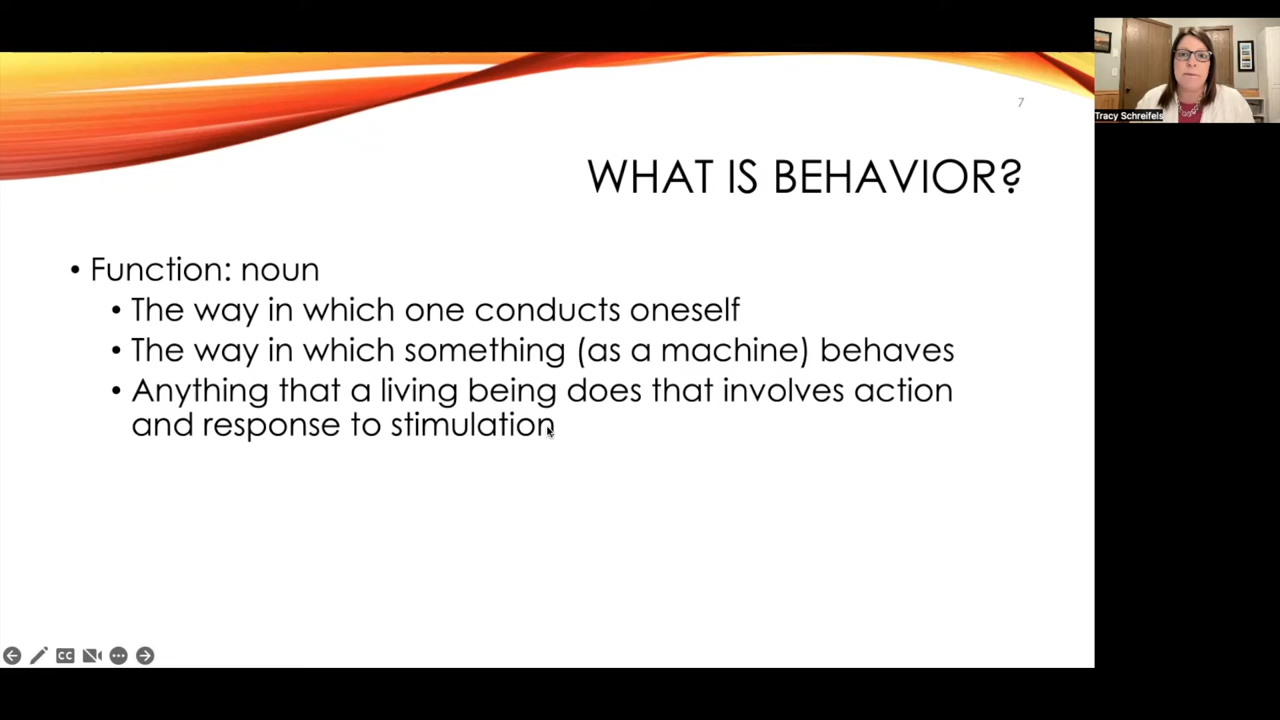 7
WHAT IS BEHAVIOR?
• Function: noun
• The way in which one conducts oneself
• The way in which something (as a machine) behaves
• Anything that a living being does that involves action
and response to stimulation
Tracy Schreifels
CC